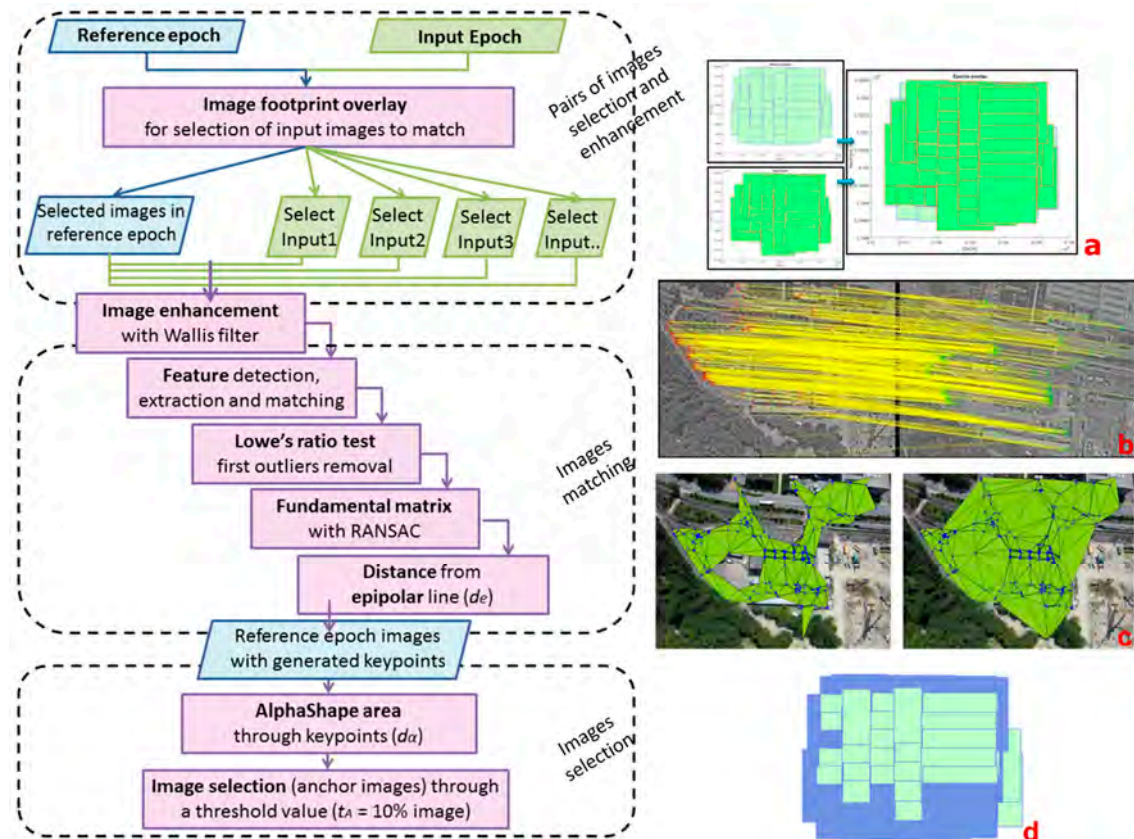 Reference epoch
Input Epoch
Image footprint overlay
for selection of input images to match
Selected images in
reference epoch
Select
Input1
Select
Input2
Select
Input3
Select
Input..
Pairs of images
selection and
enhancement
Image enhancement
with Wallis filter
Feature detection,
extraction and matching
Lowe's ratio test
first outliers removal
Fundamental matrix
with RANSAC
Distance from
epipolar line (de)
Images
matching
Reference epoch images
with generated keypoints
AlphaShape area
through keypoints (dα)
Image selection (anchor images) through
a threshold value (tA = 10% image)
Images
selection
a
b
c
d